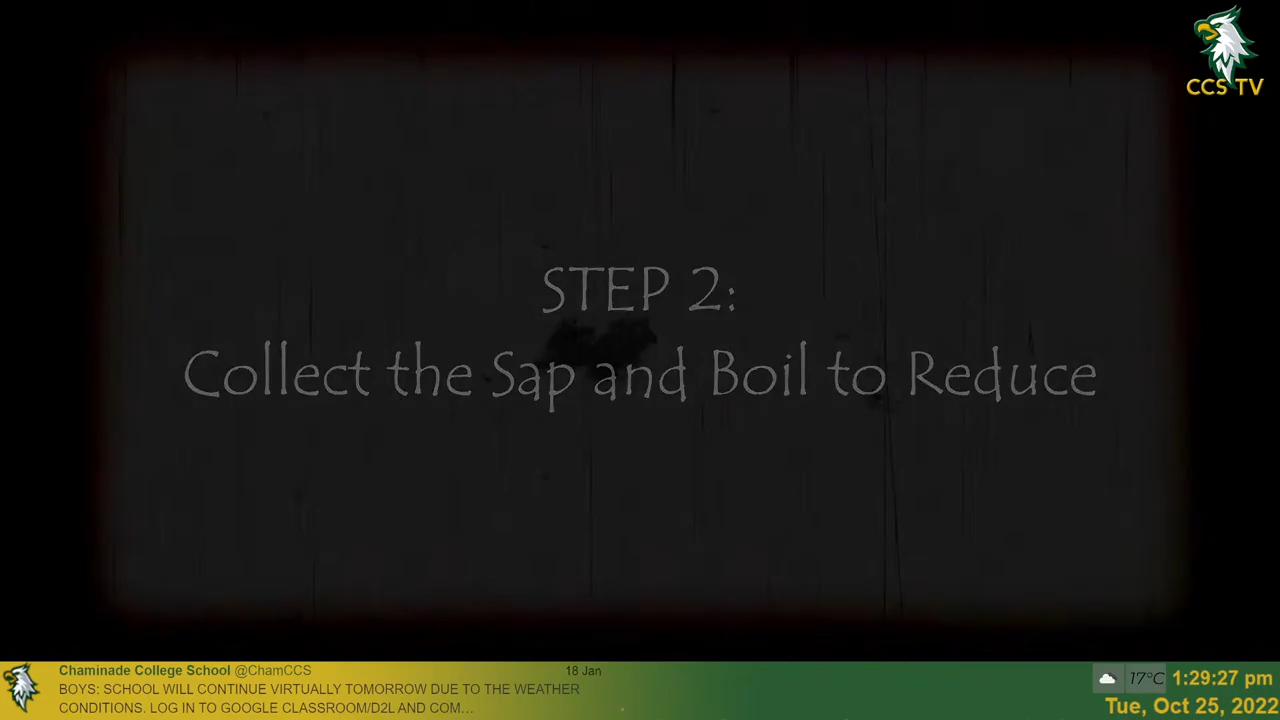 CCS TV
STEP 2:
Collect the Sap and Boil to Reduce
Chaminade College School @ChamCCS 18 Jan
BOYS: SCHOOL WILL CONTINUE VIRTUALLY TOMORROW DUE TO THE WEATHER
CONDITIONS. LOG IN TO GOOGLE CLASSROOM/D2L AND COM…
17°C 1:29:27 pm
Tue, Oct 25, 2022